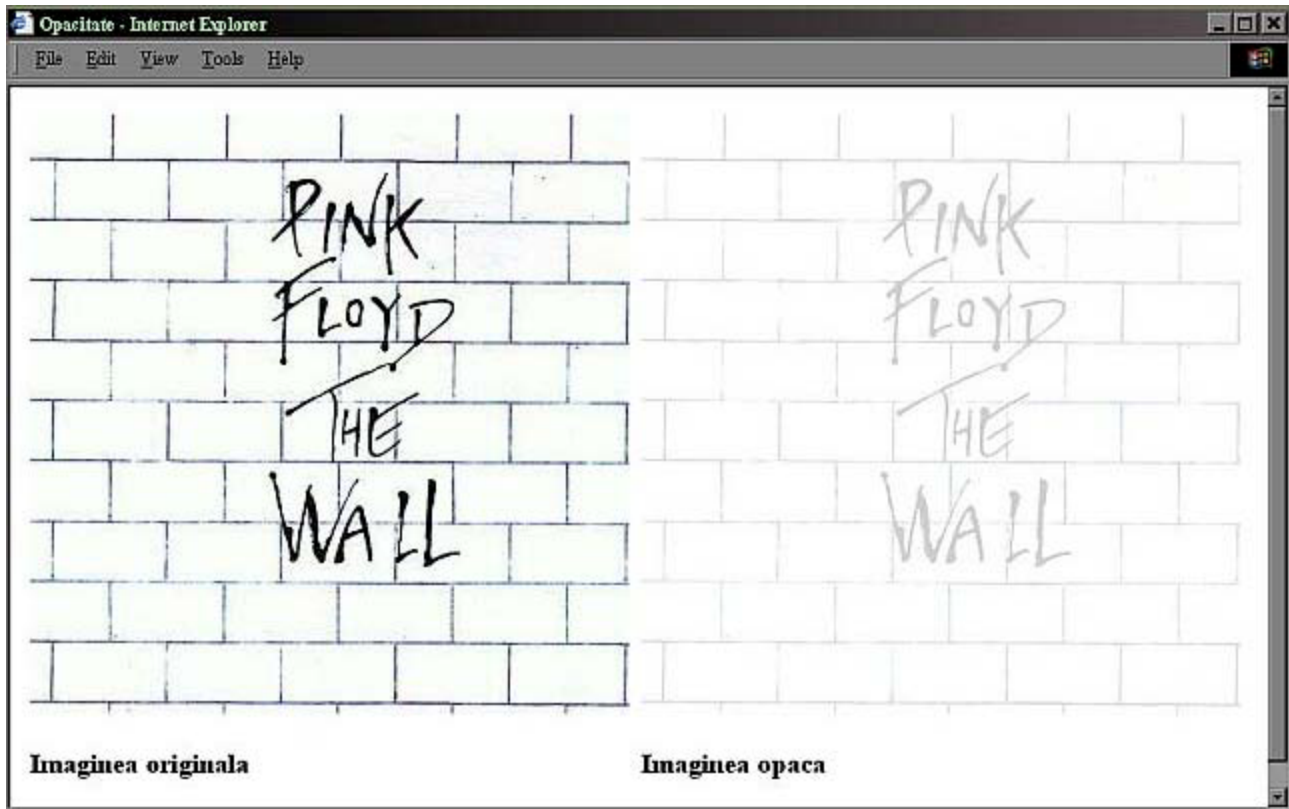 Opacitate - Internet Explorer
File Edit View Tools Help
PINK
FLOYD
THE
WALL
PINK
FLOYD
THE
WALL
Imaginea originala
Imaginea opaca